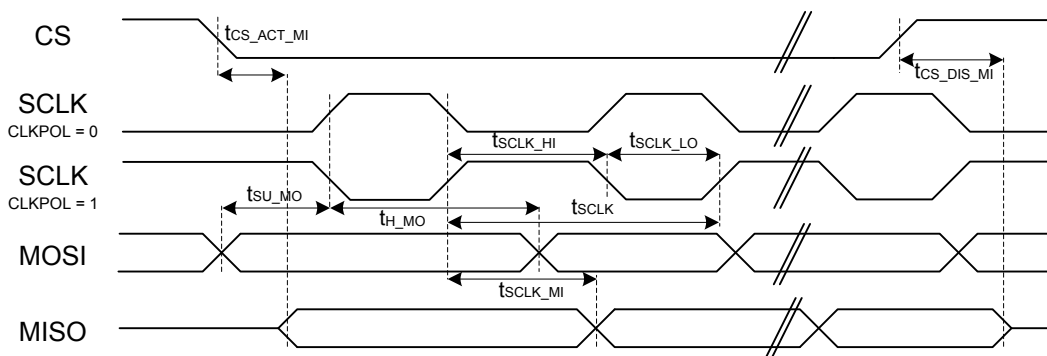 CS
tCS_ACT_MI
tCS_DIS_MI
SCLK
CLKPOL = 0
tSCLK_HI
tSCLK_LO
SCLK
CLKPOL = 1
tSU_MO
tH_MO
tSCLK
MOSI
tSCLK_MI
MISO